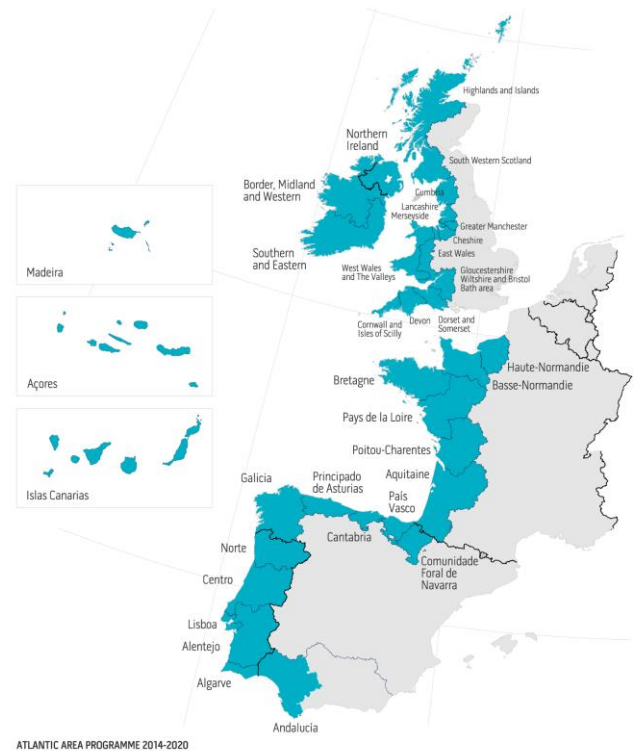 Highlands and Islands
Northern
Ireland
South Western Scotland
Border, Midland
and Western
Cumbria
Lancashire
Merseyside
Greater Manchester
Cheshire
East Wales
Southern
and Eastern
West Wales
and The Valleys
Gloucestershire
Wiltshire and Bristol
Bath area
Cornwall and
Isles of Scilly
Devon
Dorset and
Somerset
Madeira
Açores
Islas Canarias
Haute-Normandie
Basse-Normandie
Bretagne
Pays de la Loire
Poitou-Charentes
Aquitaine
País
Vasco
Principado
de Asturias
Galicia
Cantabria
Comunidade
Foral de
Navarra
Norte
Centro
Lisboa
Alentejo
Algarve
Andalucía
ATLANTIC AREA PROGRAMME 2014-2020